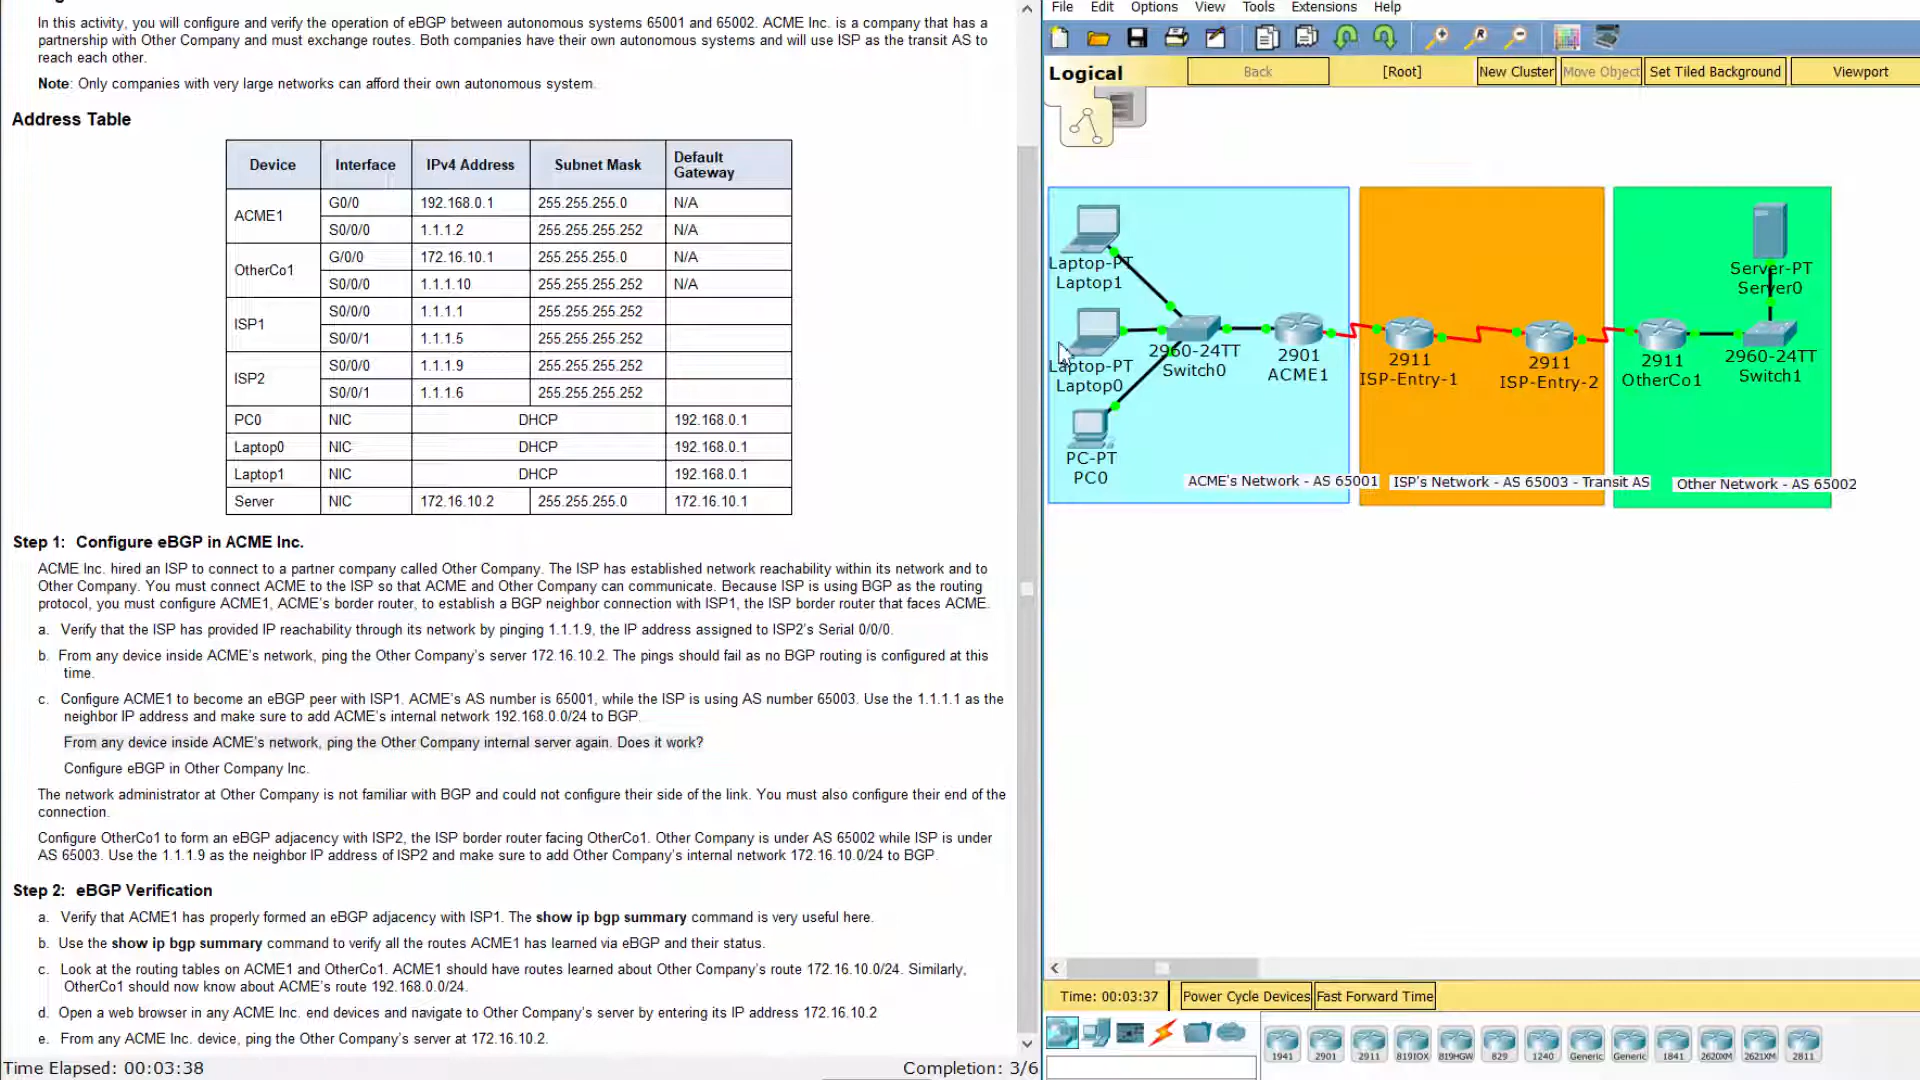 In this activity, you will configure and verify the operation of eBGP between autonomous systems 65001 and 65002. ACME Inc. is a company that has a
partnership with Other Company and must exchange routes. Both companies have their own autonomous systems and will use ISP as the transit AS to
reach each other.
Note: Only companies with very large networks can afford their own autonomous system.
Address Table
Device Interface IPv4 Address Subnet Mask Default Gateway
ACME1 G0/0 192.168.0.1 255.255.255.0 N/A
S0/0/0 1.1.1.2 255.255.255.252 N/A
OtherCo1 G/0/0 172.16.10.1 255.255.255.0 N/A
S0/0/0 1.1.1.10 255.255.255.252 N/A
ISP1 S0/0/0 1.1.1.1 255.255.255.252
S0/0/1 1.1.1.5 255.255.255.252
ISP2 S0/0/0 1.1.1.9 255.255.255.252
S0/0/1 1.1.1.6 255.255.255.252
PC0 NIC DHCP 192.168.0.1
Laptop0 NIC DHCP 192.168.0.1
Laptop1 NIC DHCP 192.168.0.1
Server NIC 172.16.10.2 255.255.255.0 172.16.10.1
Step 1: Configure eBGP in ACME Inc.
ACME Inc. hired an ISP to connect to a partner company called Other Company. The ISP has established network reachability within its network and to
Other Company. You must connect ACME to the ISP so that ACME and Other Company can communicate. Because ISP is using BGP as the routing
protocol, you must configure ACME1, ACME's border router, to establish a BGP neighbor connection with ISP1, the ISP border router that faces ACME.
a. Verify that the ISP has provided IP reachability through its network by pinging 1.1.1.9, the IP address assigned to ISP2's Serial 0/0/0.
b. From any device inside ACME's network, ping the Other Company's server 172.16.10.2. The pings should fail as no BGP routing is configured at this
time.
c. Configure ACME1 to become an eBGP peer with ISP1. ACME's AS number is 65001, while the ISP is using AS number 65003. Use the 1.1.1.1 as the
neighbor IP address and make sure to add ACME's internal network 192.168.0.0/24 to BGP.
From any device inside ACME's network, ping the Other Company internal server again. Does it work?
Configure eBGP in Other Company Inc.
The network administrator at Other Company is not familiar with BGP and could not configure their side of the link. You must also configure their end of the
connection.
Configure OtherCo1 to form an eBGP adjacency with ISP2, the ISP border router facing OtherCo1. Other Company is under AS 65002 while ISP is under
AS 65003. Use the 1.1.1.9 as the neighbor IP address of ISP2 and make sure to add Other Company's internal network 172.16.10.0/24 to BGP.
Step 2: eBGP Verification
a. Verify that ACME1 has properly formed an eBGP adjacency with ISP1. The show ip bgp summary command is very useful here.
b. Use the show ip bgp summary command to verify all the routes ACME1 has learned via eBGP and their status.
c. Look at the routing tables on ACME1 and OtherCo1. ACME1 should have routes learned about Other Company's route 172.16.10.0/24. Similarly,
OtherCo1 should now know about ACME's route 192.168.0.0/24.
d. Open a web browser in any ACME Inc. end devices and navigate to Other Company's server by entering its IP address 172.16.10.2
e. From any ACME Inc. device, ping the Other Company's server at 172.16.10.2.
Time Elapsed: 00:03:38 Completion: 3/6
File Edit Options View Tools Extensions Help
Logical Back [Root] New Cluster Move Object Set Tiled Background Viewport
Laptop-PT
Laptop1
Laptop-PT
Laptop0
PC-PT
PC0
2960-24TT
Switch0
2901
ACME1
2911
ISP-Entry-1
2911
ISP-Entry-2
2911
OtherCo1
2960-24TT
Switch1
Server-PT
Server0
ACME's Network - AS 65001
ISP's Network - AS 65003 - Transit AS
Other Network - AS 65002
Time: 00:03:37 Power Cycle Devices Fast Forward Time
1941 2901 2911 819IOX 819HGW 829 1240 Generic Generic 1841 2620XM 2621XM 2811